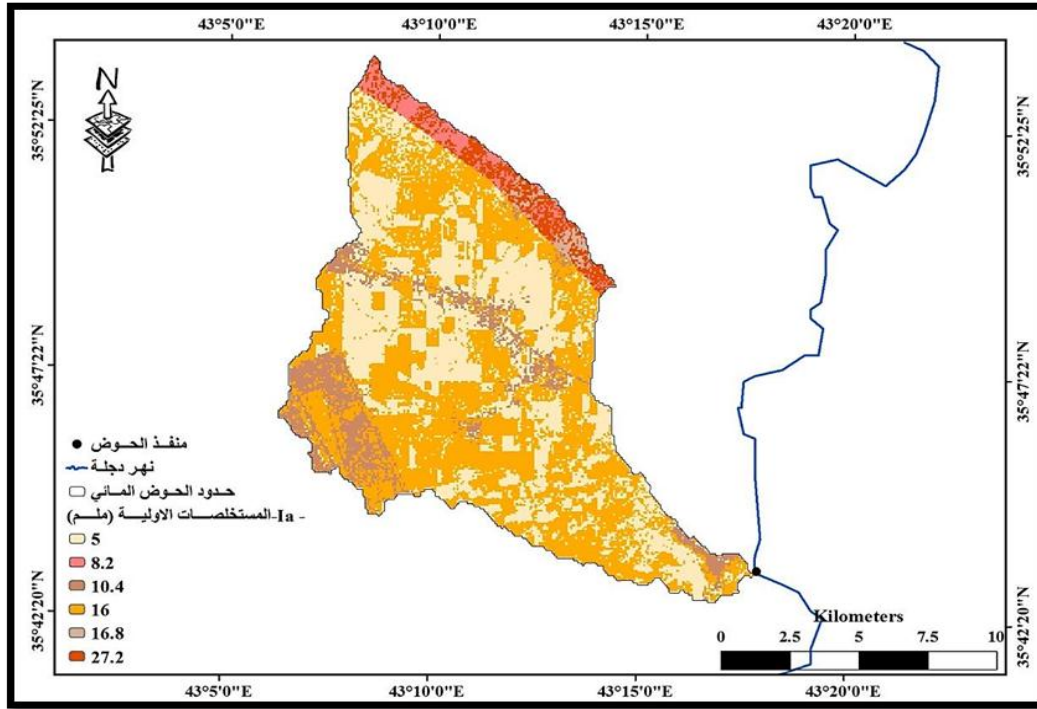 43°5'0"E 43°10'0"E 43°15'0"E 43°20'0"E
N
35°52'25"N 35°52'25"N
35°47'22"N 35°47'22"N
منفـذ الحـوض
نهر دجلـة
حـدود الحـوض المـائي
المستخلصـات الاوليـة (ملـم) -Ia -
5
8.2
10.4
16
16.8
27.2
35°42'20"N 35°42'20"N
Kilometers
0 2.5 5 7.5 10
43°5'0"E 43°10'0"E 43°15'0"E 43°20'0"E